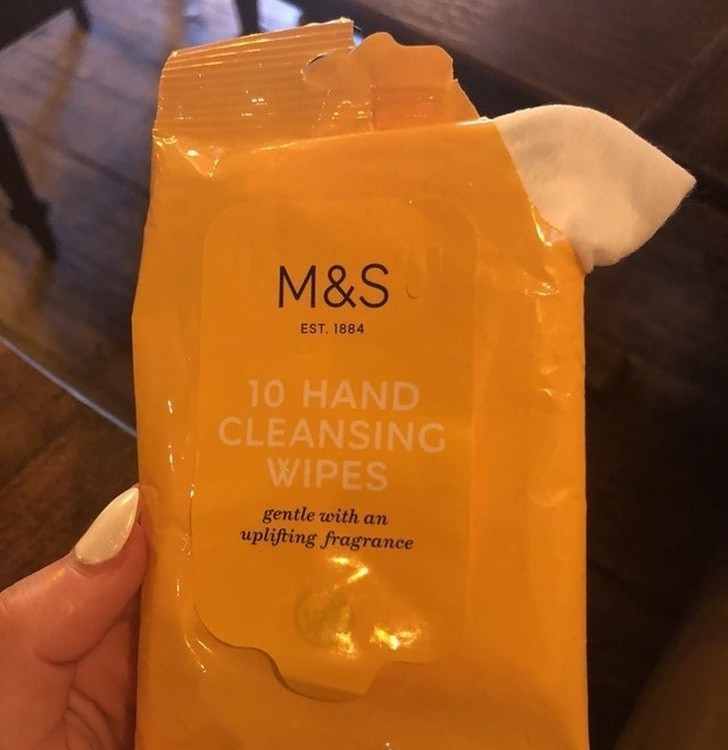 M&S
EST. 1884
10 HAND
CLEANSING
WIPES
gentle with an
uplifting fragrance